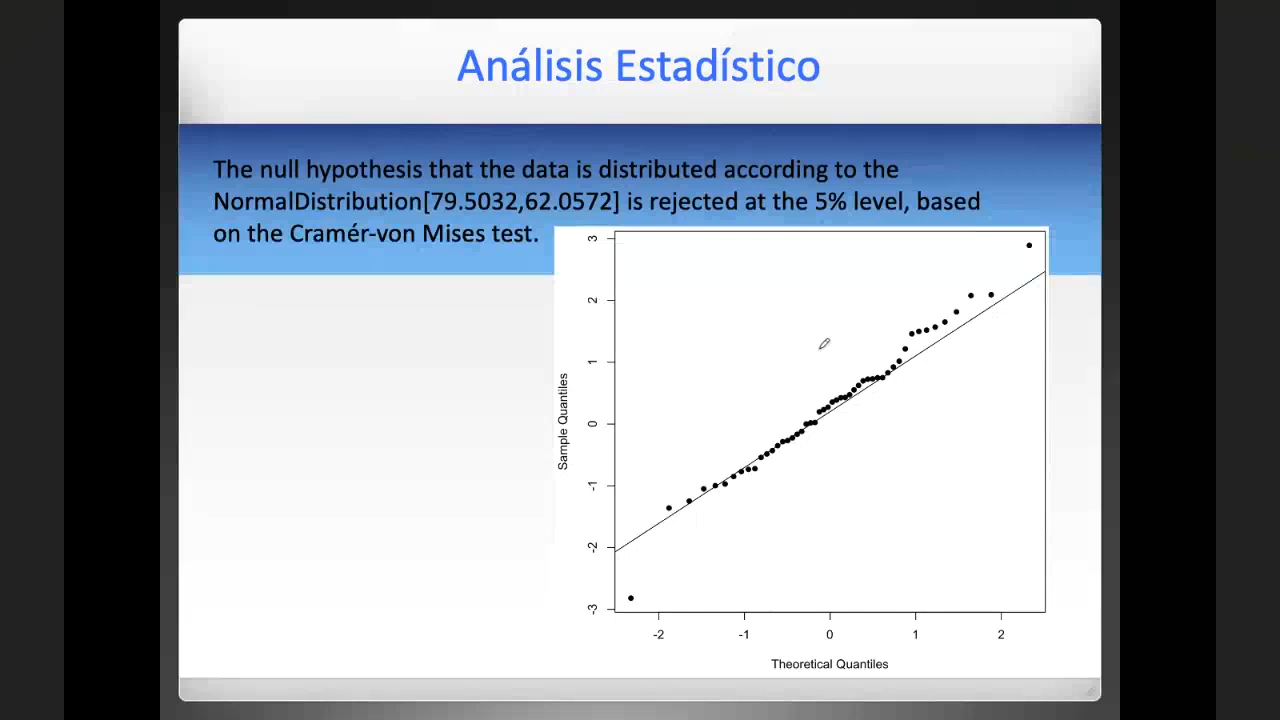 Análisis Estadístico
The null hypothesis that the data is distributed according to the
NormalDistribution[79.5032,62.0572] is rejected at the 5% level, based
on the Cramér-von Mises test.
3
2
1
0
-1
-2
-3
Sample Quantiles
-2 -1 0 1 2
Theoretical Quantiles